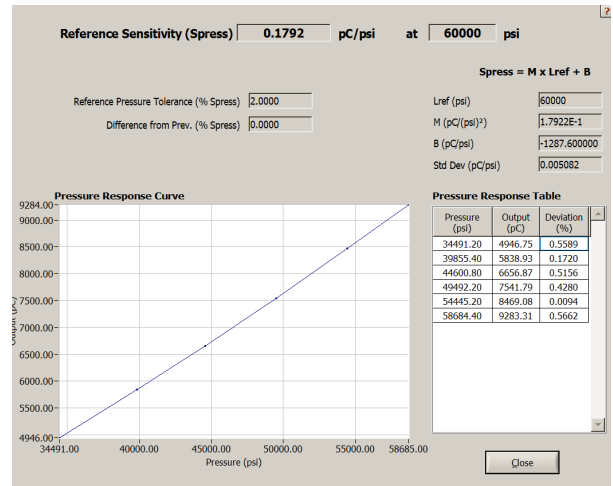 ?
Reference Sensitivity (Spress) 0.1792 pC/psi at 60000 psi
Spress = M x Lref + B
Reference Pressure Tolerance (% Spress) 2.0000
Difference from Prev. (% Spress) 0.0000
Lref (psi) 60000
M (pC/(psi)²) 1.7922E-1
B (pC/psi) -1287.600000
Std Dev (pC/psi) 0.005082
Pressure Response Curve
9284.00
9000.00
8500.00
8000.00
7500.00
7000.00
6500.00
6000.00
5500.00
4946.00
Output (pC)
34491.00 40000.00 45000.00 50000.00 55000.00 58685.00
Pressure (psi)
Pressure Response Table
Pressure (psi) Output (pC) Deviation (%)
34491.20 4946.75 0.5589
39855.40 5838.93 0.1720
44600.80 6656.87 0.5156
49492.20 7541.79 0.4280
54445.20 8469.08 0.0094
58684.40 9283.31 0.5662
Close